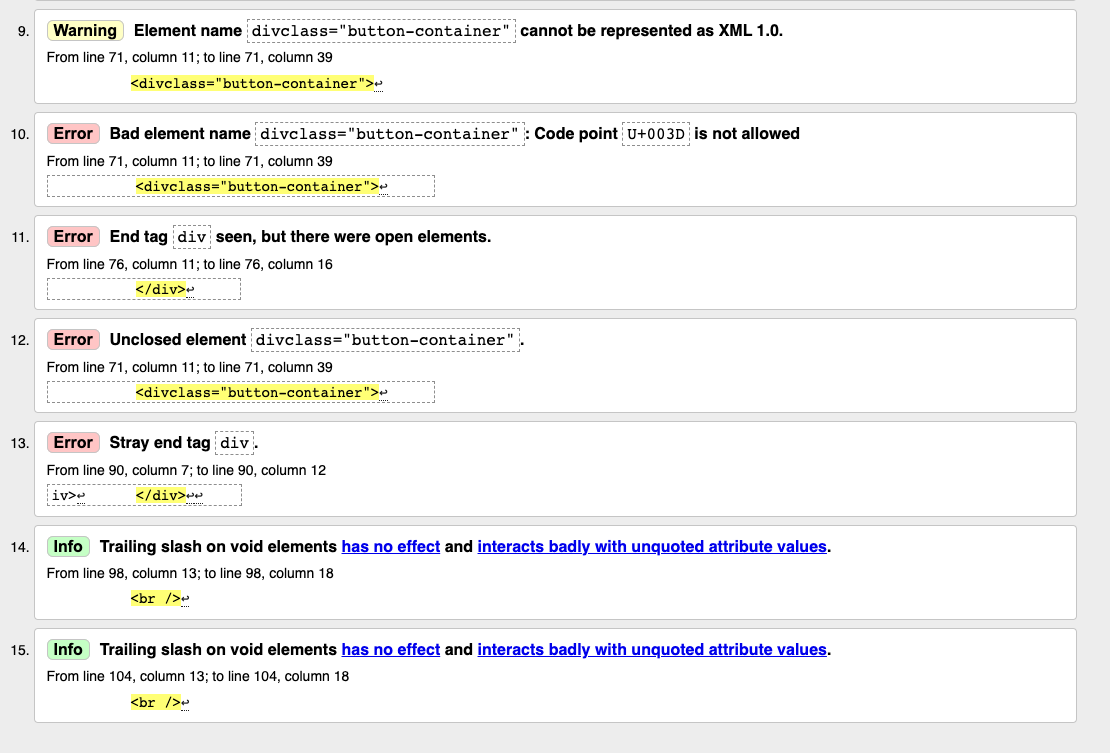 9. Warning Element name divclass="button-container" cannot be represented as XML 1.0.
From line 71, column 11; to line 71, column 39
<divclass="button-container">↩
10. Error Bad element name divclass="button-container": Code point U+003D is not allowed
From line 71, column 11; to line 71, column 39
<divclass="button-container">↩
11. Error End tag div seen, but there were open elements.
From line 76, column 11; to line 76, column 16
</div>↩
12. Error Unclosed element divclass="button-container".
From line 71, column 11; to line 71, column 39
<divclass="button-container">↩
13. Error Stray end tag div.
From line 90, column 7; to line 90, column 12
iv>↩ </div>↩↩
14. Info Trailing slash on void elements has no effect and interacts badly with unquoted attribute values.
From line 98, column 13; to line 98, column 18
<br />↩
15. Info Trailing slash on void elements has no effect and interacts badly with unquoted attribute values.
From line 104, column 13; to line 104, column 18
<br />↩